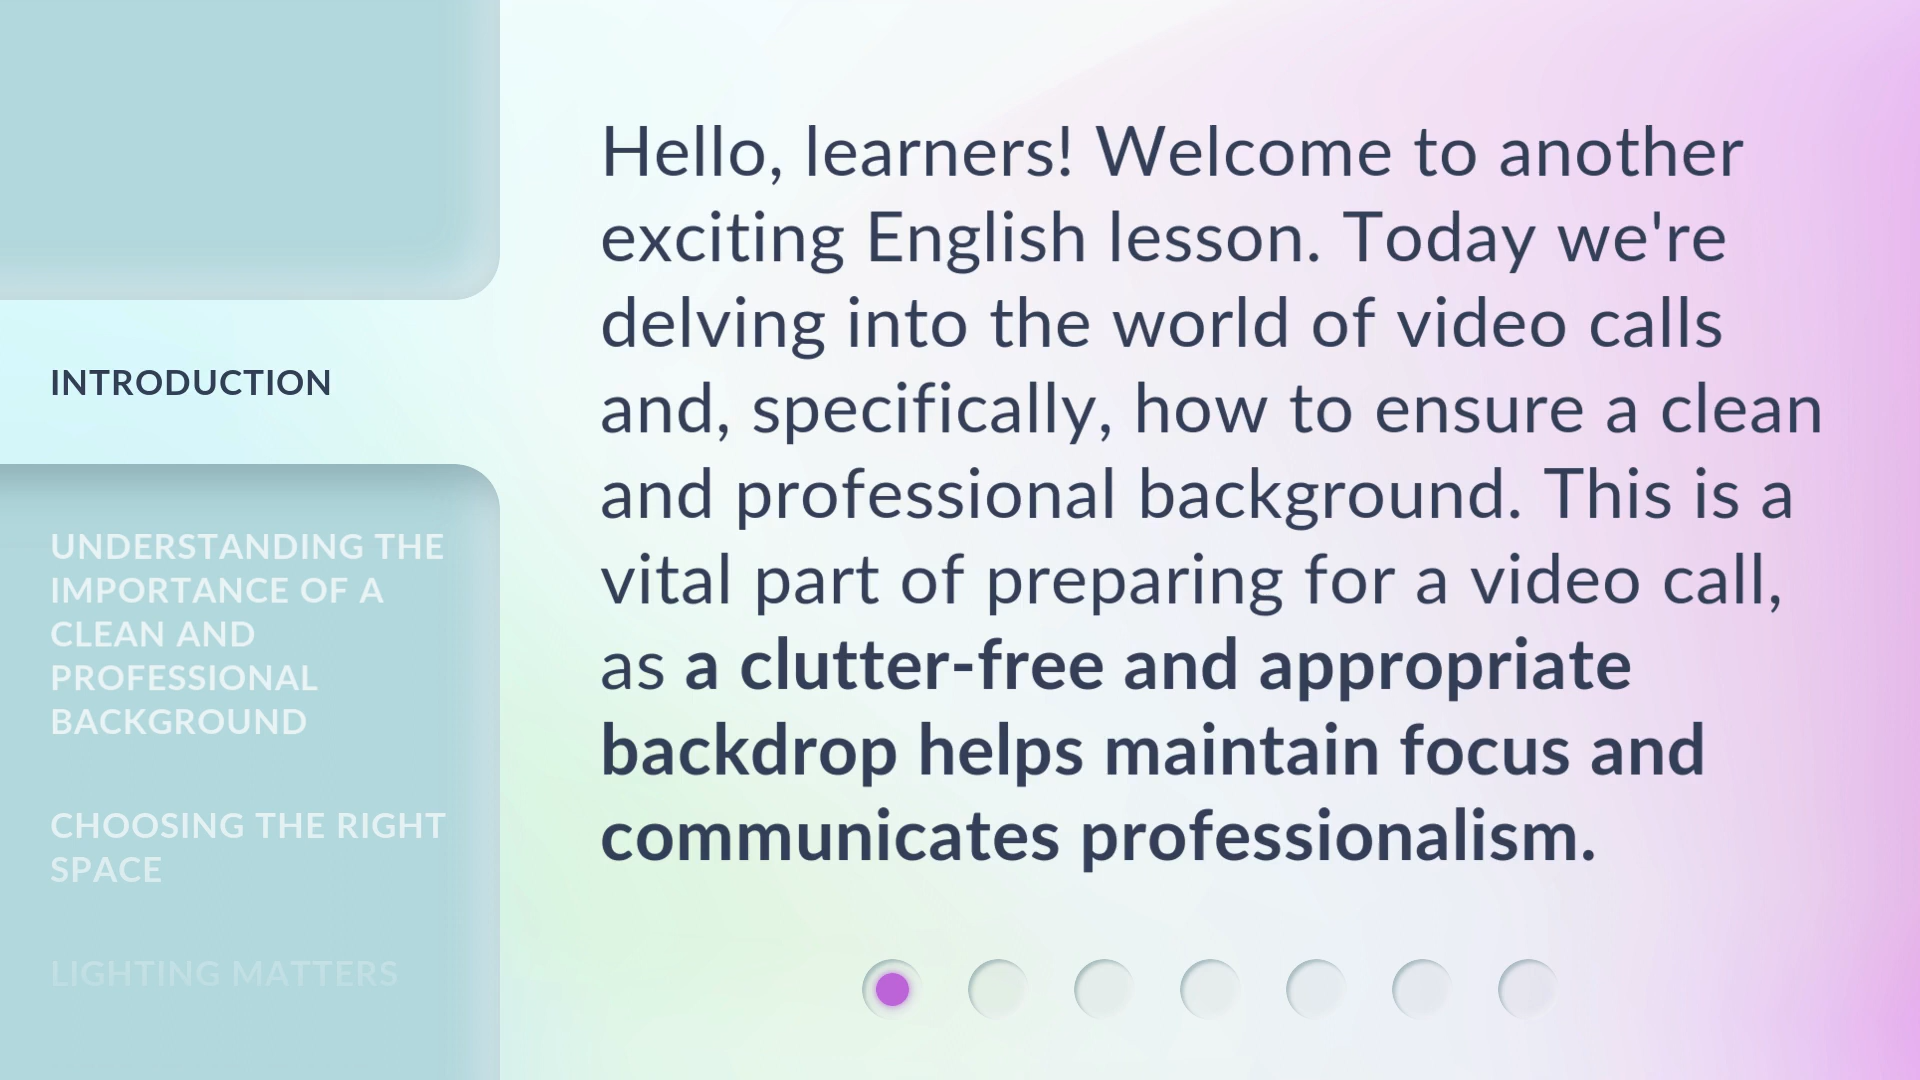 INTRODUCTION
UNDERSTANDING THE
IMPORTANCE OF A
CLEAN AND
PROFESSIONAL
BACKGROUND
CHOOSING THE RIGHT
SPACE
LIGHTING MATTERS
Hello, learners! Welcome to another
exciting English lesson. Today we're
delving into the world of video calls
and, specifically, how to ensure a clean
and professional background. This is a
vital part of preparing for a video call,
as a clutter-free and appropriate
backdrop helps maintain focus and
communicates professionalism.